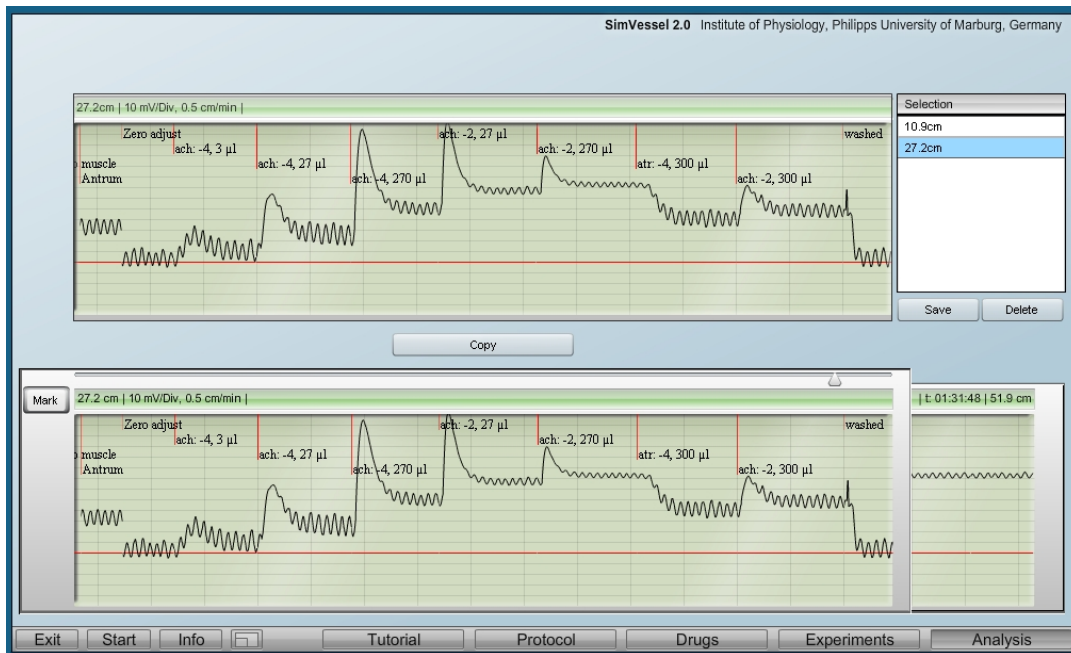 SimVessel 2.0 Institute of Physiology, Philipps University of Marburg, Germany
27.2cm | 10 mV/Div, 0.5 cm/min |
Zero adjust
ach: -2, 27 µl
washed
ach: -4, 3 µl
ach: -2, 270 µl
muscle
ach: -4, 27 µl
atr: -4, 300 µl
Antrum
ach: -4, 270 µl
ach: -2, 300 µl
Selection
10.9cm
27.2cm
Save Delete
Copy
Mark
27.2 cm | 10 mV/Div, 0.5 cm/min |
| t: 01:31:48 | 51.9 cm
Zero adjust
ach: -2, 27 µl
washed
ach: -4, 3 µl
ach: -2, 270 µl
muscle
ach: -4, 27 µl
atr: -4, 300 µl
Antrum
ach: -4, 270 µl
ach: -2, 300 µl
Exit Start Info Tutorial Protocol Drugs Experiments Analysis